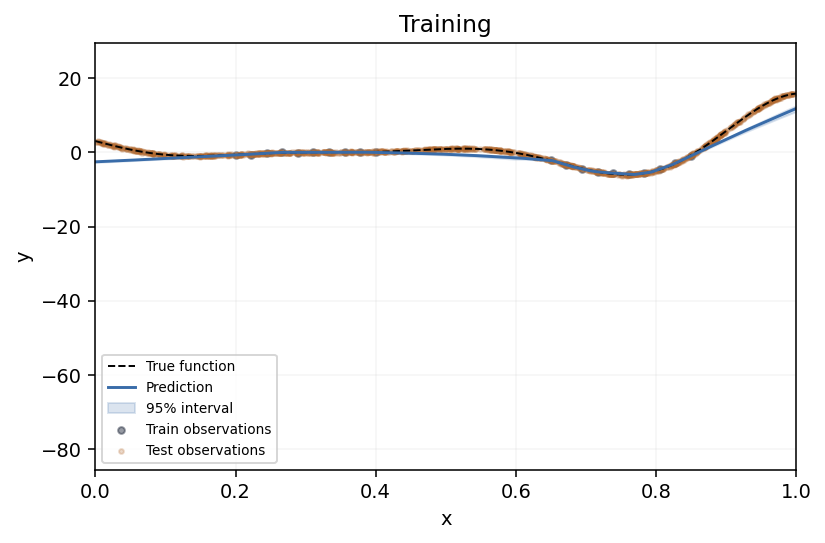 Training
20
0
−20
−40
−60
−80
y
True function
Prediction
95% interval
Train observations
Test observations
0.0 0.2 0.4 0.6 0.8 1.0
x